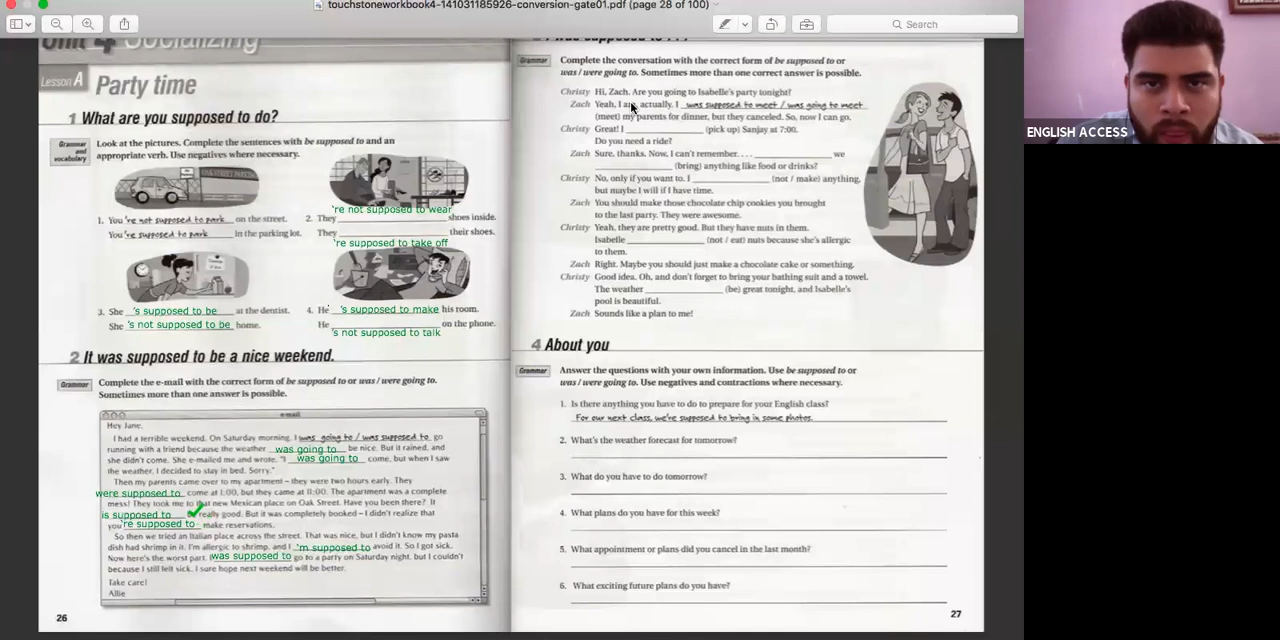 touchstoneworkbook4-141031185926-conversion-gate01.pdf (page 28 of 100)
Search
Unit 4 Socializing
Lesson A
Party time
1 What are you supposed to do?
Grammar and vocabulary
Look at the pictures. Complete the sentences with be supposed to and an
appropriate verb. Use negatives where necessary.
1. You 're not supposed to park on the street.
You 're supposed to park in the parking lot.
're not supposed to wear
2. They shoes inside.
They their shoes.
're supposed to take off
3. She 's supposed to be at the dentist.
She 's not supposed to be home.
4. He 's supposed to make his room.
He on the phone.
's not supposed to talk
2 It was supposed to be a nice weekend.
Grammar
Complete the e-mail with the correct form of be supposed to or was / were going to.
Sometimes more than one answer is possible.
e-mail
Hey Jane,
I had a terrible weekend. On Saturday morning, I was going to / was supposed to go
running with a friend because the weather was going to be nice. But it rained, and
she didn't come. She e-mailed me and wrote, "I was going to come, but when I saw
the weather, I decided to stay in bed. Sorry."
Then my parents came over to my apartment – they were two hours early. They
were supposed to come at 1:00, but they came at 11:00. The apartment was a complete
mess! They took me to that new Mexican place on Oak Street. Have you been there? It
is supposed to really good. But it was completely booked – I didn't realize that
you 're supposed to make reservations.
So then we tried an Italian place across the street. That was nice, but I didn't know my pasta
dish had shrimp in it. I'm allergic to shrimp, and I 'm supposed to avoid it. So I got sick.
Now here's the worst part. I was supposed to go to a party on Saturday night, but I couldn't
because I still felt sick. I sure hope next weekend will be better.
Take care!
Allie
26
Grammar
Complete the conversation with the correct form of be supposed to or
was / were going to. Sometimes more than one correct answer is possible.
Christy Hi, Zach. Are you going to Isabelle's party tonight?
Zach Yeah, I am, actually. I was supposed to meet / was going to meet
(meet) my parents for dinner, but they canceled. So, now I can go.
Christy Great! I (pick up) Sanjay at 7:00.
Do you need a ride?
Zach Sure, thanks. Now, I can't remember. . . . we
(bring) anything like food or drinks?
Christy No, only if you want to. I (not / make) anything,
but maybe I will if I have time.
Zach You should make those chocolate chip cookies you brought
to the last party. They were awesome.
Christy Yeah, they are pretty good. But they have nuts in them.
Isabelle (not / eat) nuts because she's allergic
to them.
Zach Right. Maybe you should just make a chocolate cake or something.
Christy Good idea. Oh, and don't forget to bring your bathing suit and a towel.
The weather (be) great tonight, and Isabelle's
pool is beautiful.
Zach Sounds like a plan to me!
4 About you
Grammar
Answer the questions with your own information. Use be supposed to or
was / were going to. Use negatives and contractions where necessary.
1. Is there anything you have to do to prepare for your English class?
For our next class, we're supposed to bring in some photos.
2. What's the weather forecast for tomorrow?
3. What do you have to do tomorrow?
4. What plans do you have for this week?
5. What appointment or plans did you cancel in the last month?
6. What exciting future plans do you have?
27
ENGLISH ACCESS